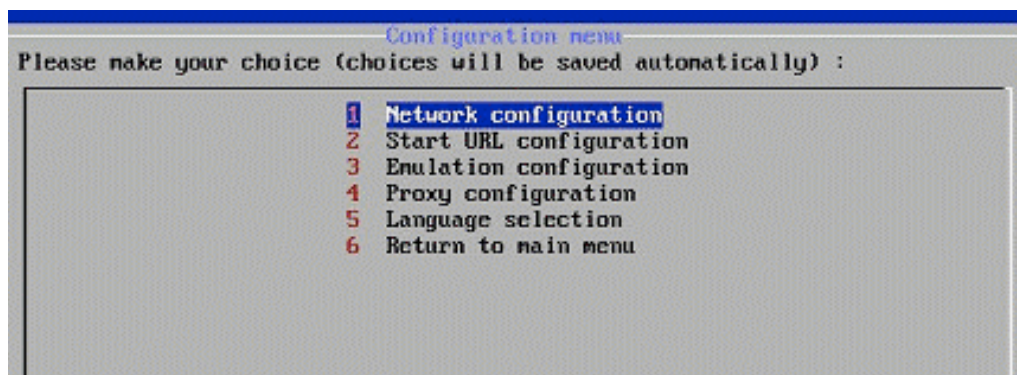 Configuration menu
Please make your choice (choices will be saved automatically) :
1 Network configuration
2 Start URL configuration
3 Emulation configuration
4 Proxy configuration
5 Language selection
6 Return to main menu